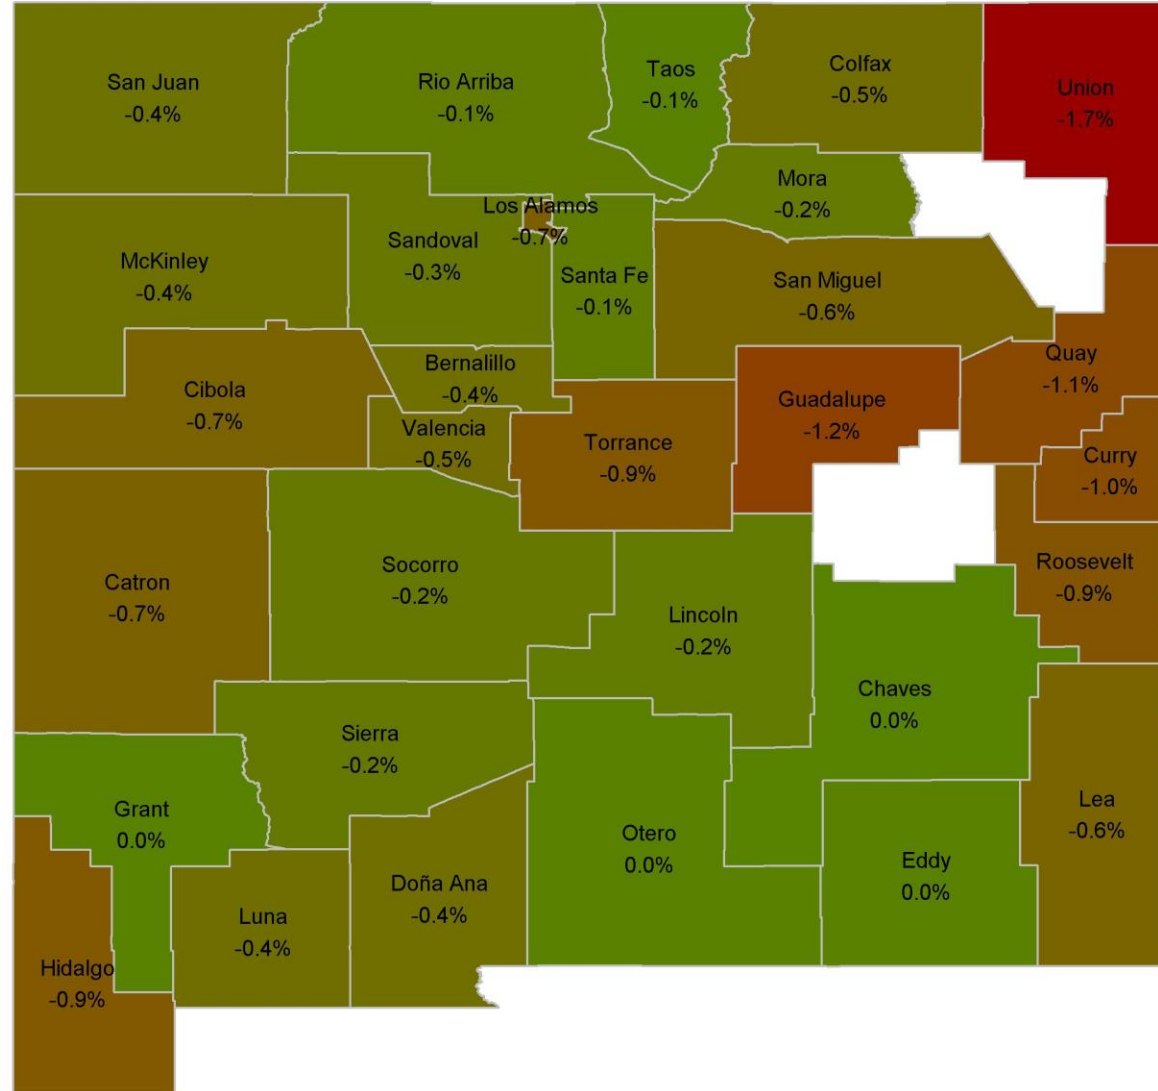 San Juan
-0.4%
Rio Arriba
-0.1%
Taos
-0.1%
Colfax
-0.5%
Union
-1.7%
Mora
-0.2%
Los Alamos
-0.7%
McKinley
-0.4%
Sandoval
-0.3%
Santa Fe
-0.1%
San Miguel
-0.6%
Quay
-1.1%
Bernalillo
-0.4%
Cibola
-0.7%
Guadalupe
-1.2%
Valencia
-0.5%
Torrance
-0.9%
Curry
-1.0%
Catron
-0.7%
Socorro
-0.2%
Roosevelt
-0.9%
Lincoln
-0.2%
Chaves
0.0%
Sierra
-0.2%
Grant
0.0%
Otero
0.0%
Lea
-0.6%
Eddy
0.0%
Doña Ana
-0.4%
Luna
-0.4%
Hidalgo
-0.9%